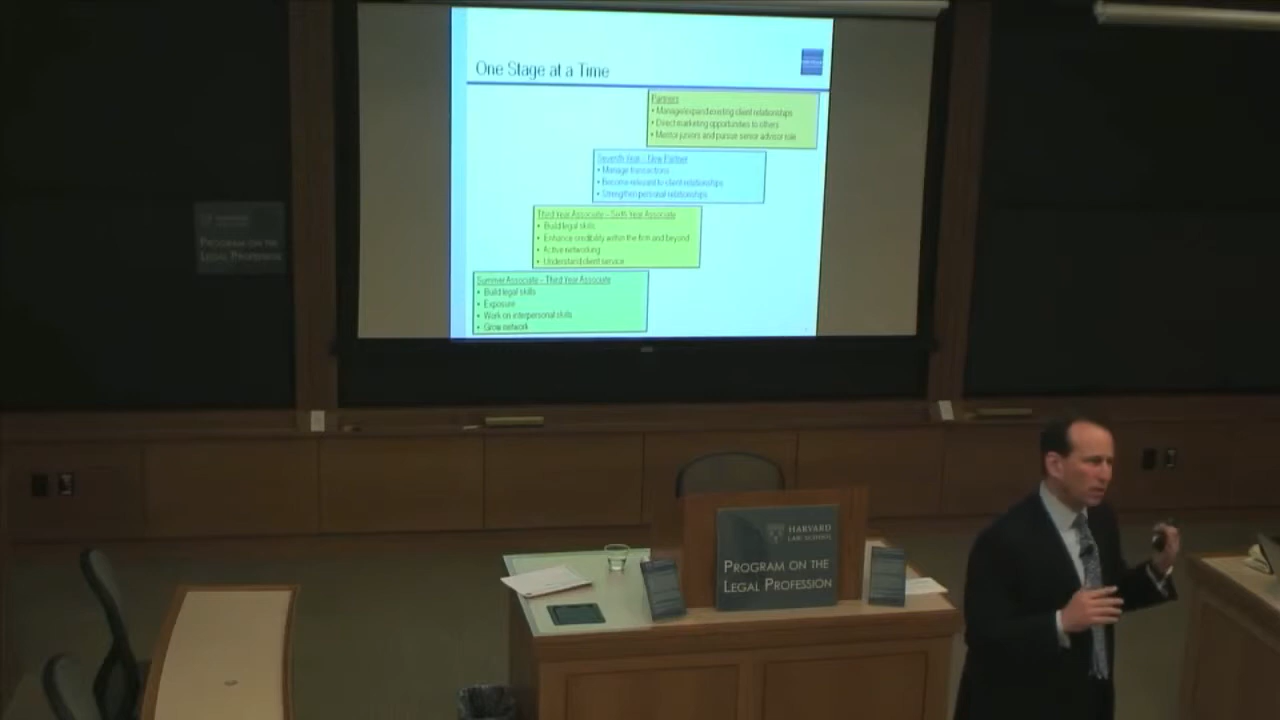 One Stage at a Time
Partners
• Manage/expand existing client relationships
• Direct marketing opportunities to others
• Mentor juniors and pursue senior advisor role
Seventh Year – New Partner
• Manage transactions
• Become relevant to client relationships
• Strengthen personal relationships
Third Year Associate – Sixth Year Associate
• Build legal skills
• Enhance credibility within the firm and beyond
• Active networking
• Understand client service
Summer Associate – Third Year Associate
• Build legal skills
• Exposure
• Work on interpersonal skills
• Grow network
HARVARD
PROGRAM ON THE
LEGAL PROFESSION
HARVARD
LAW SCHOOL
PROGRAM ON THE
LEGAL PROFESSION